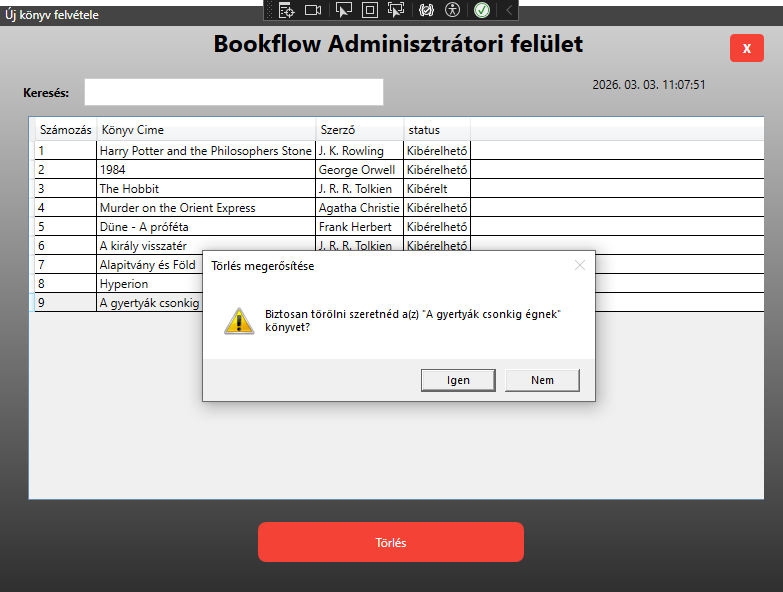 Új könyv felvétele
Bookflow Adminisztrátori felület
X
Keresés:
2026. 03. 03. 11:07:51
Számozás Könyv Cime Szerző status
1 Harry Potter and the Philosophers Stone J. K. Rowling Kibérelhető
2 1984 George Orwell Kibérelhető
3 The Hobbit J. R. R. Tolkien Kibérelt
4 Murder on the Orient Express Agatha Christie Kibérelhető
5 Düne - A próféta Frank Herbert Kibérelhető
6 A király visszatér J. R. R. Tolkien Kibérelhető
7 Alapítvány és Föld
8 Hyperion
9 A gyertyák csonkig
Törlés megerősítése
Biztosan törölni szeretnéd a(z) "A gyertyák csonkig égnek"
könyvet?
Igen Nem
Törlés